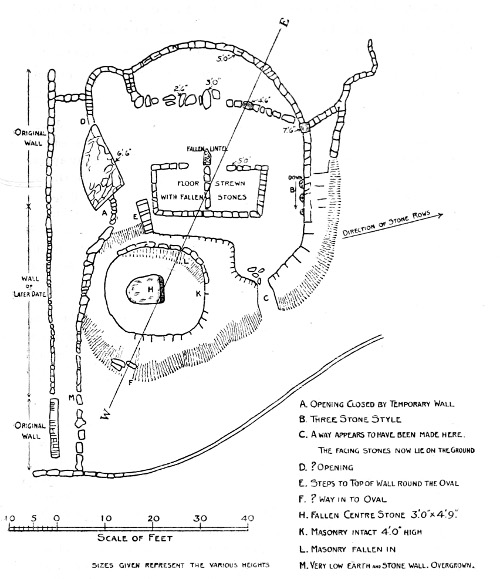 E
5'0"
3'0"
2'6"
4'6"
7'6"
ORIGINAL
WALL
D
6'6"
FALLEN LINTEL
5'0"
FLOOR STREWN
WITH FALLEN STONES
DOWN
B
A
E
DIRECTION OF STONE ROWS
L
H
K
C
WALL
OF
LATER DATE
F
M
W
ORIGINAL
WALL
A. OPENING CLOSED BY TEMPORARY WALL
B. THREE STONE STYLE
C. A WAY APPEARS TO HAVE BEEN MADE HERE.
THE FACING STONES NOW LIE ON THE GROUND
D. ? OPENING
E. STEPS TO TOP OF WALL ROUND THE OVAL
F. ? WAY IN TO OVAL
H. FALLEN CENTRE STONE 3'0" x 4'9"
K. MASONRY INTACT 4'0" HIGH
L. MASONRY FALLEN IN
M. VERY LOW EARTH AND STONE WALL. OVERGROWN.
10 5 0 10 20 30 40
SCALE OF FEET
SIZES GIVEN REPRESENT THE VARIOUS HEIGHTS